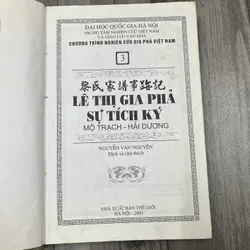 ĐẠI HỌC QUỐC GIA HÀ NỘI
TRUNG TÂM NGHIÊN CỨU VIỆT NAM
VÀ GIAO LƯU VĂN HÓA
CHƯƠNG TRÌNH NGHIÊN CỨU GIA PHẢ VIỆT NAM
3
黎氏家譜事跡記
LÊ THỊ GIA PHẢ
SỰ TÍCH KÝ
MỘ TRẠCH - HẢI DƯƠNG
NGUYỄN VĂN NGUYÊN
Dịch và chú thích
NHÀ XUẤT BẢN THẾ GIỚI
HÀ NỘI - 2003